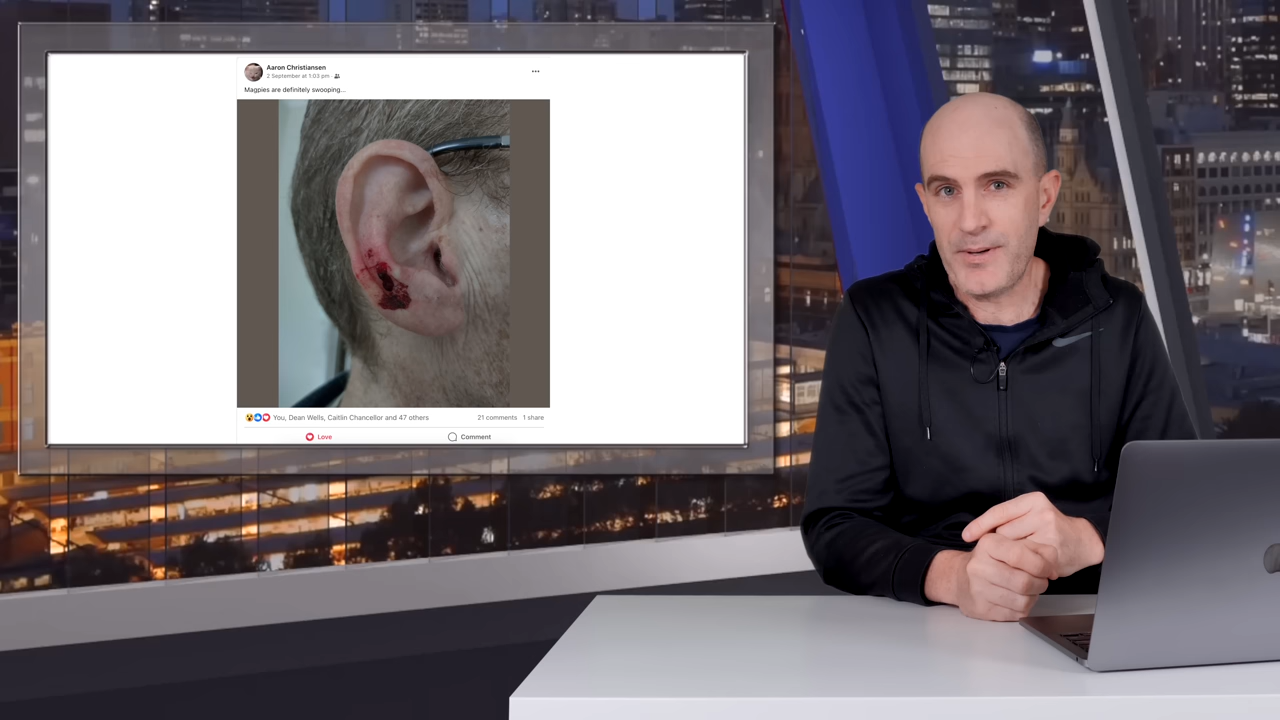 Aaron Christiansen
2 September at 1:03 pm ·
Magpies are definitely swooping...
You, Dean Wells, Caitlin Chancellor and 47 others
21 comments 1 share
Love
Comment